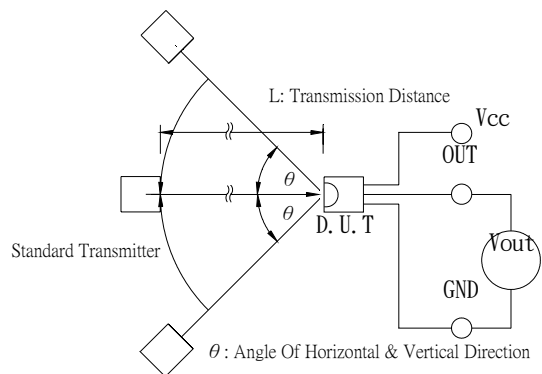 L: Transmission Distance
Vcc
OUT
θ
θ
D.U.T
Standard Transmitter
Vout
GND
θ: Angle Of Horizontal & Vertical Direction